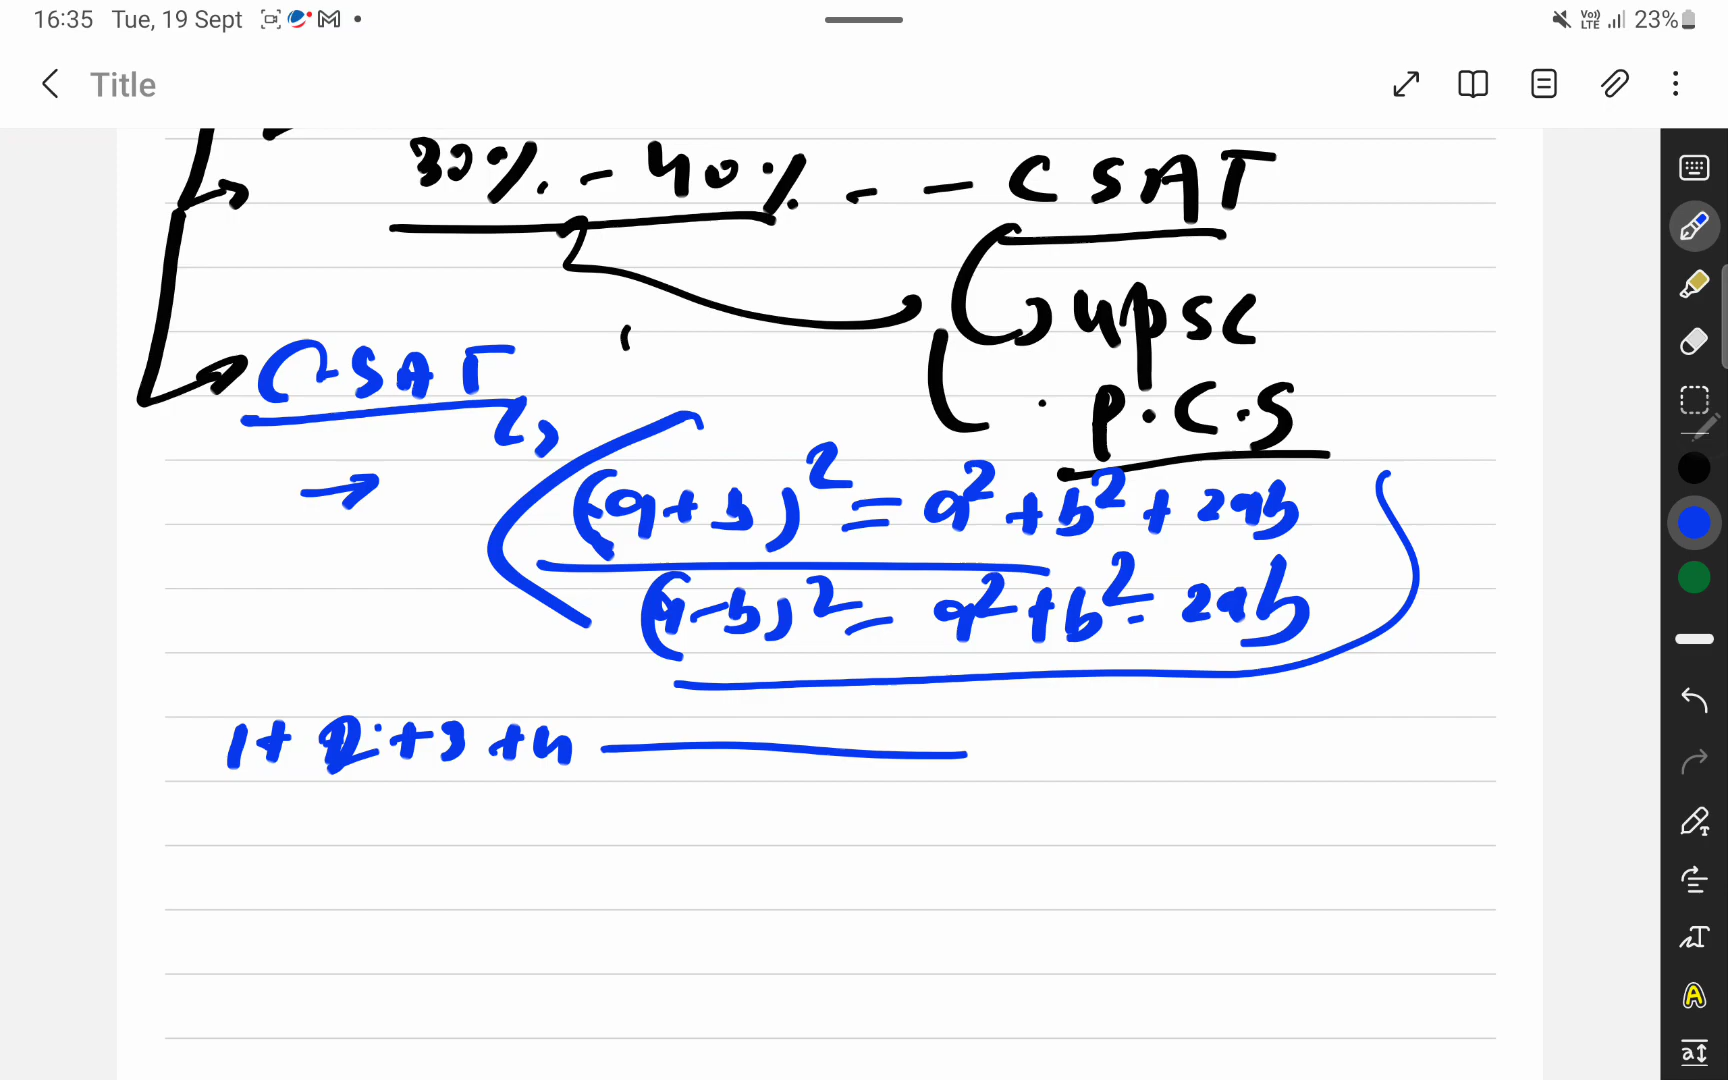 16:35 Tue, 19 Sept 23%
Title
30% - 40% - - CSAT
UPSC
CSAT
P.C.S
(a+b)² = a²+b²+2ab
(a-b)² = a²+b²-2ab
1+2+3+4